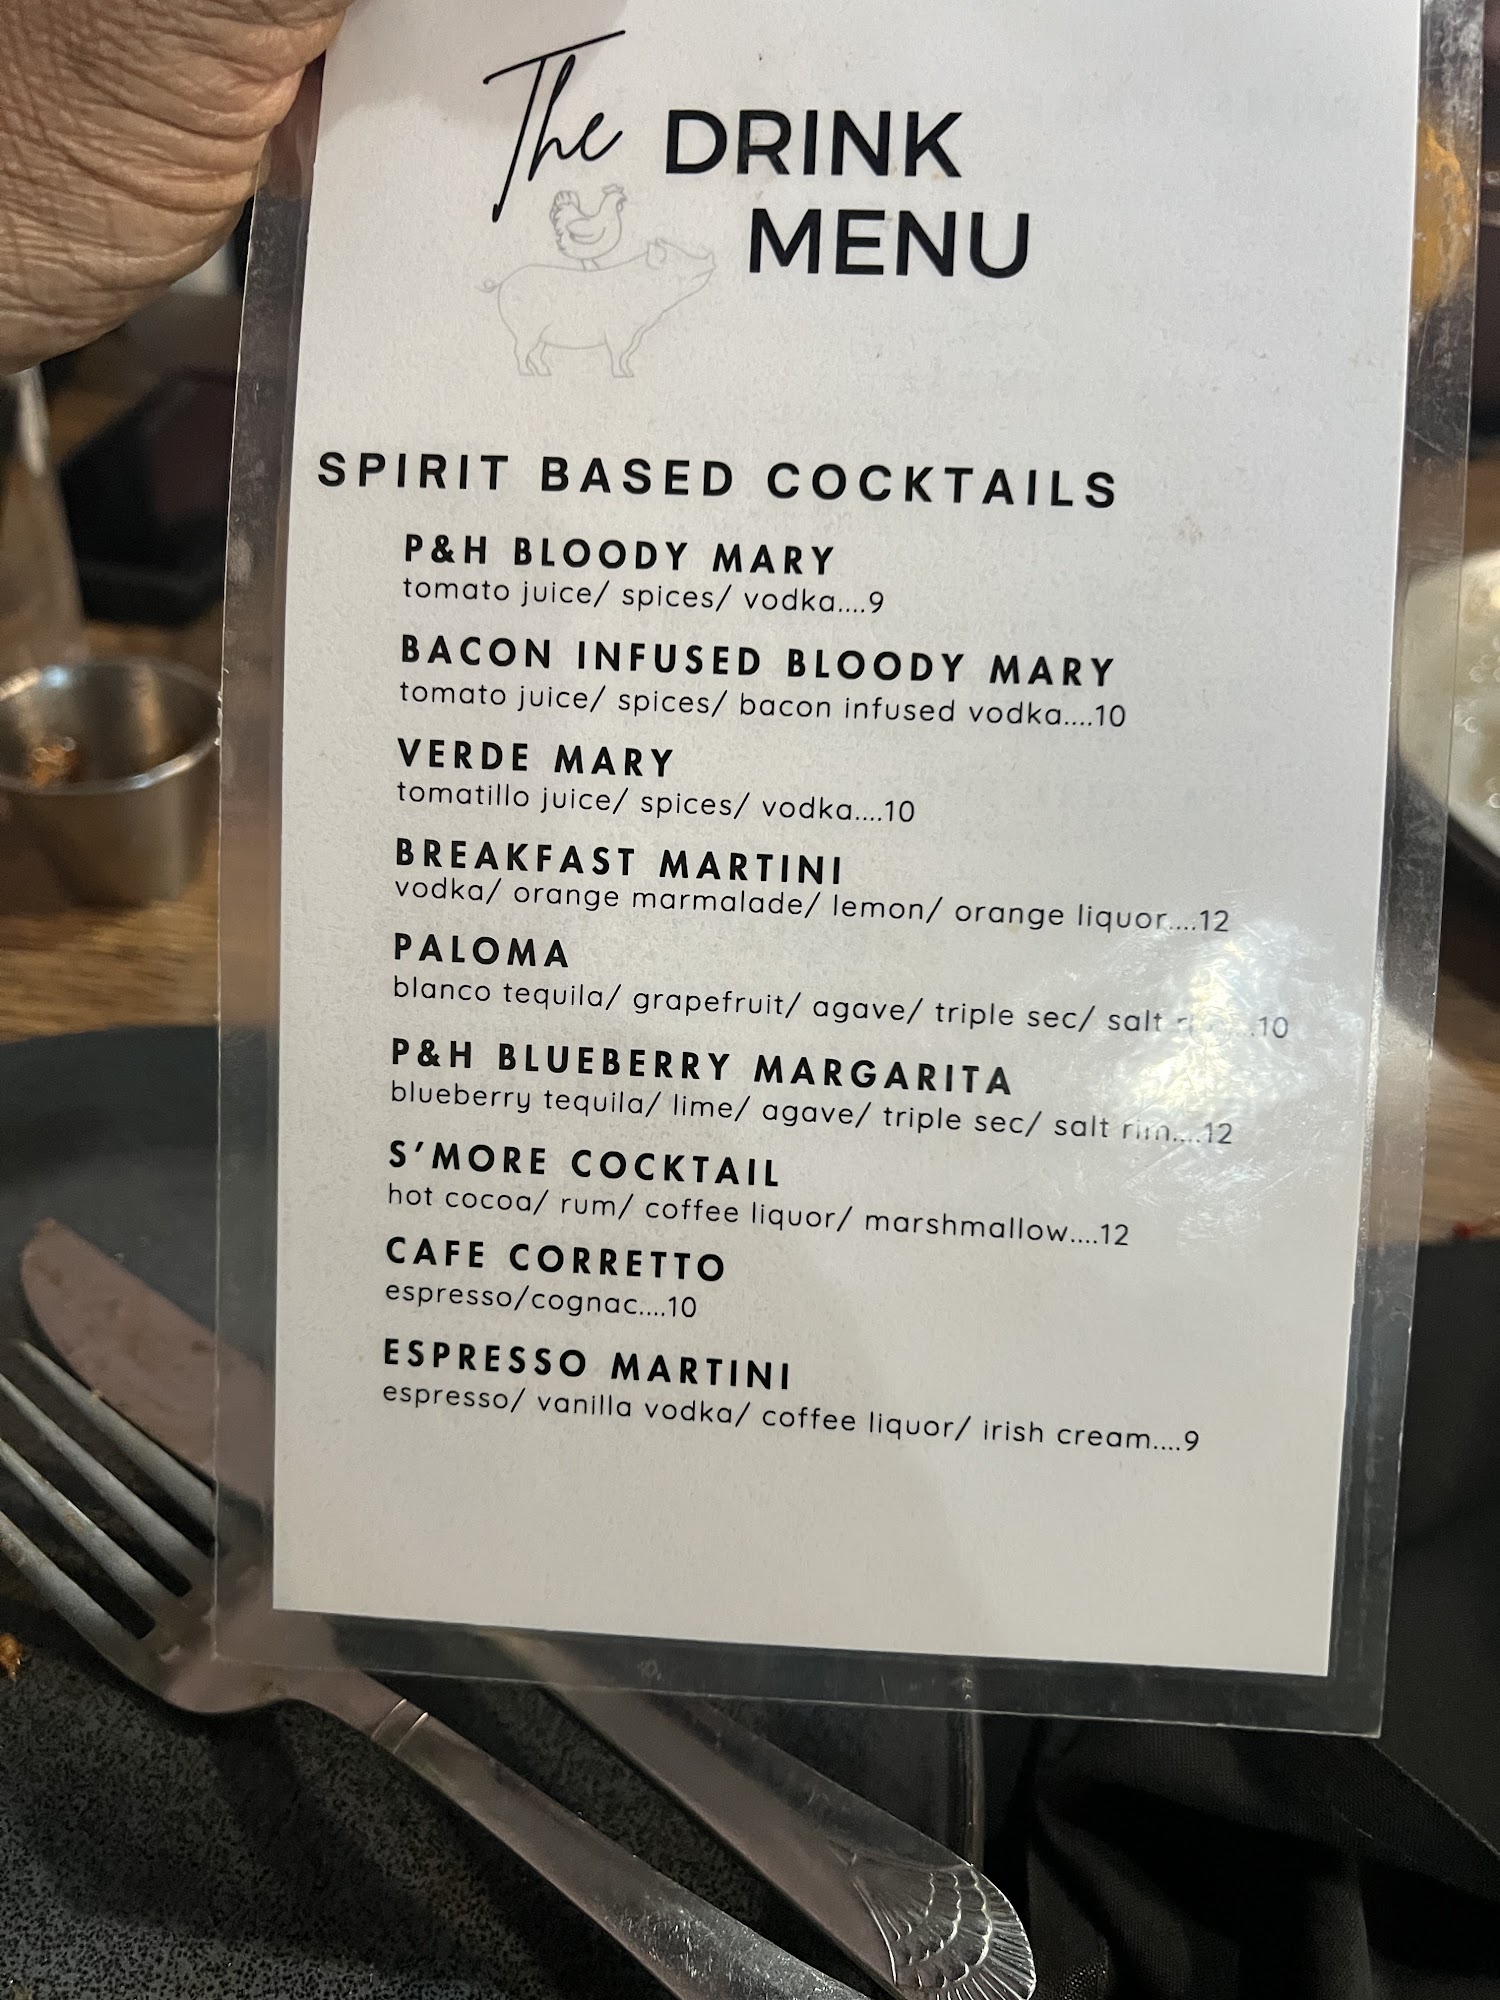 The DRINK
MENU
SPIRIT BASED COCKTAILS
P&H BLOODY MARY
tomato juice/ spices/ vodka....9
BACON INFUSED BLOODY MARY
tomato juice/ spices/ bacon infused vodka....10
VERDE MARY
tomatillo juice/ spices/ vodka....10
BREAKFAST MARTINI
vodka/ orange marmalade/ lemon/ orange liquor....12
PALOMA
blanco tequila/ grapefruit/ agave/ triple sec/ salt ....10
P&H BLUEBERRY MARGARITA
blueberry tequila/ lime/ agave/ triple sec/ salt rim....12
S'MORE COCKTAIL
hot cocoa/ rum/ coffee liquor/ marshmallow....12
CAFE CORRETTO
espresso/cognac....10
ESPRESSO MARTINI
espresso/ vanilla vodka/ coffee liquor/ irish cream....9